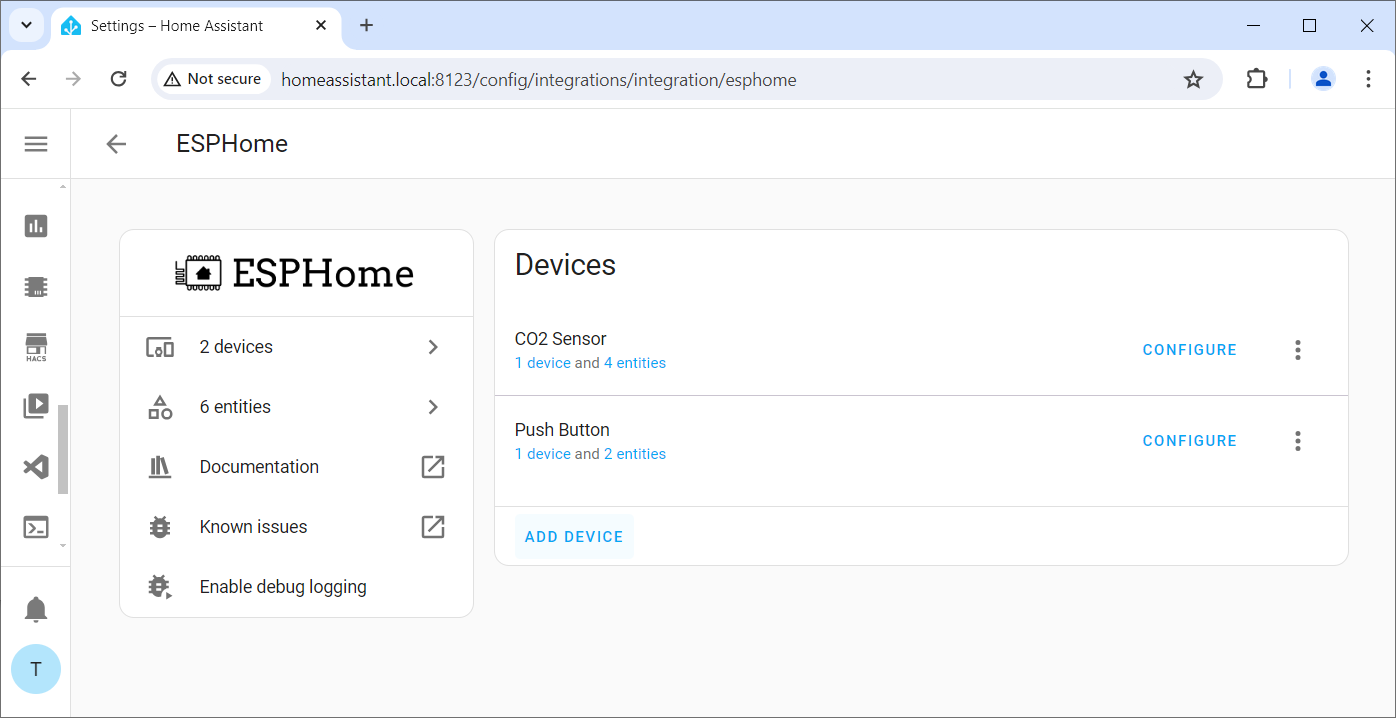 Settings – Home Assistant
Not secure
homeassistant.local:8123/config/integrations/integration/esphome
ESPHome
HACS
T
ESPHome
2 devices
6 entities
Documentation
Known issues
Enable debug logging
Devices
CO2 Sensor
1 device and 4 entities
CONFIGURE
Push Button
1 device and 2 entities
CONFIGURE
ADD DEVICE